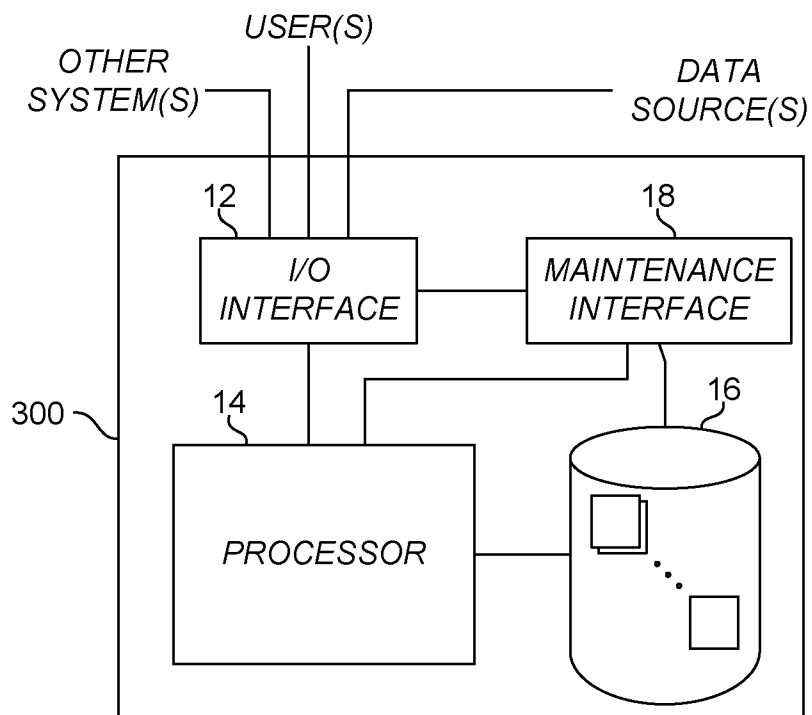 USER(S)
OTHER
SYSTEM(S)
DATA
SOURCE(S)
12
18
I/O
INTERFACE
MAINTENANCE
INTERFACE
300
14
16
PROCESSOR